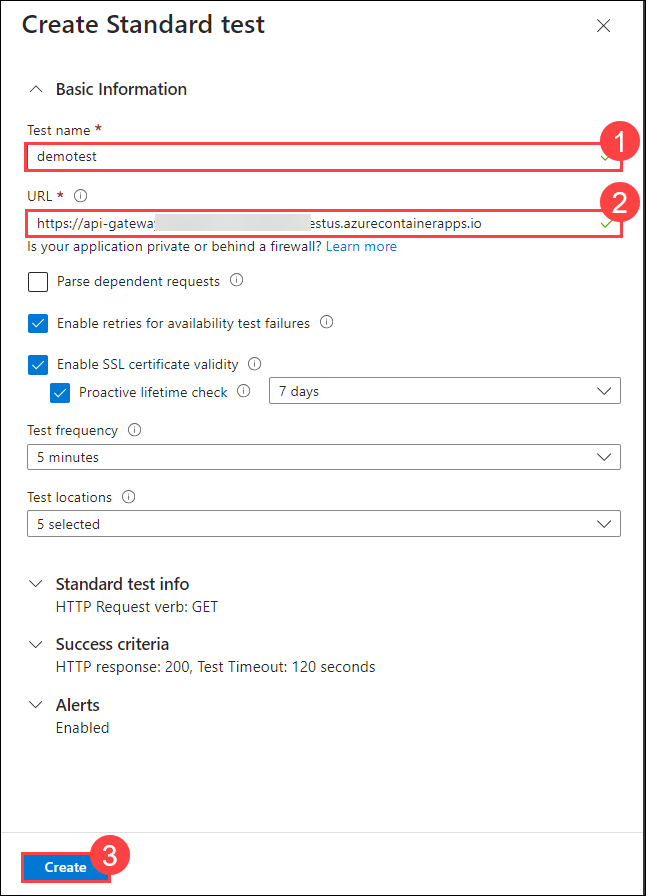 Create Standard test
Basic Information
Test name *
demotest
1
URL *
2
https://api-gateway estus.azurecontainerapps.io
Is your application private or behind a firewall? Learn more
Parse dependent requests
Enable retries for availability test failures
Enable SSL certificate validity
Proactive lifetime check
7 days
Test frequency
5 minutes
Test locations
5 selected
Standard test info
HTTP Request verb: GET
Success criteria
HTTP response: 200, Test Timeout: 120 seconds
Alerts
Enabled
Create
3